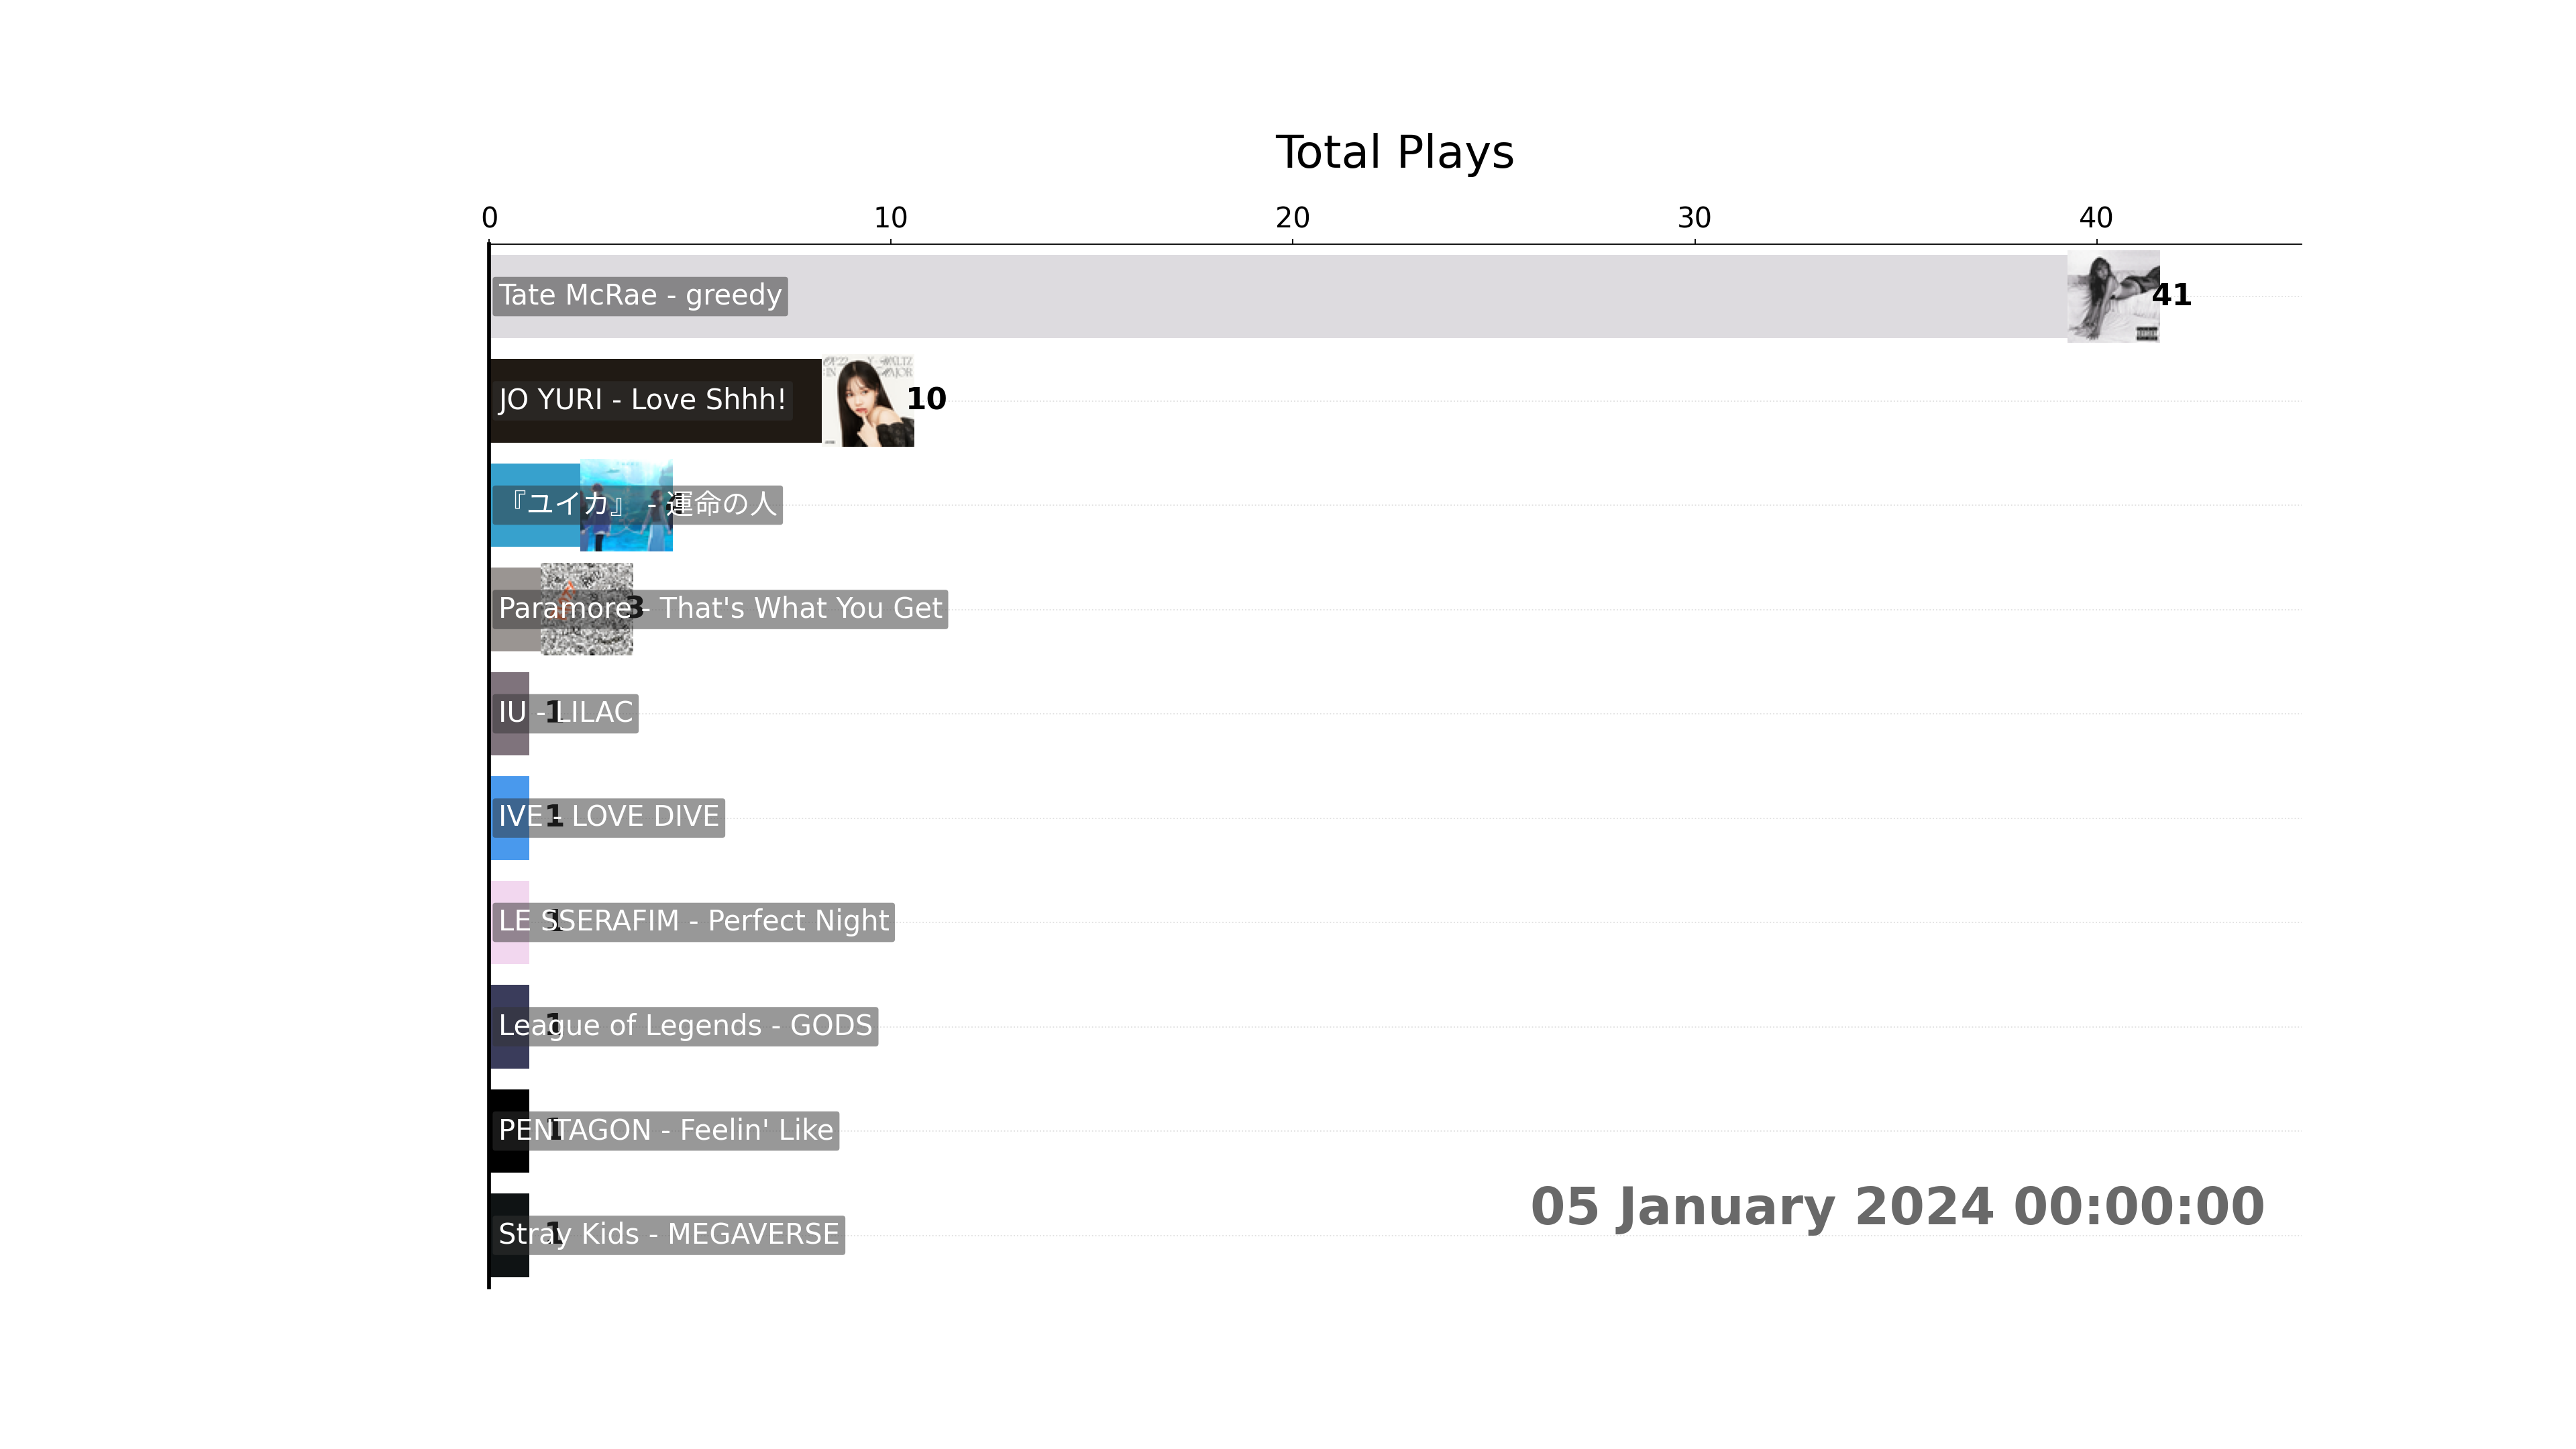 Total Plays
0 10 20 30 40
Tate McRae - greedy 41
JO YURI - Love Shhh! 10
『ユイカ』 - 運命の人
Paramore - That's What You Get 3
IU - LILAC 1
IVE - LOVE DIVE 1
LE SSERAFIM - Perfect Night 1
League of Legends - GODS 1
PENTAGON - Feelin' Like 1
Stray Kids - MEGAVERSE 1
05 January 2024 00:00:00